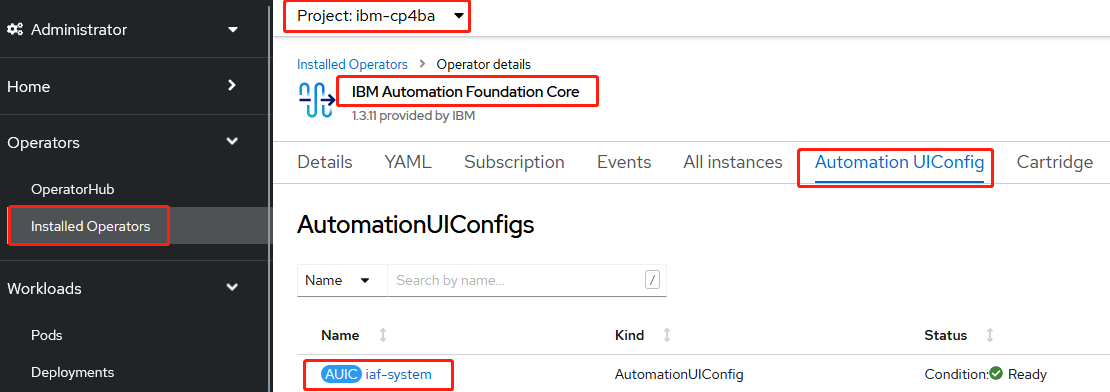 Administrator
Home
Operators
OperatorHub
Installed Operators
Workloads
Pods
Deployments
Project: ibm-cp4ba
Installed Operators > Operator details
IBM Automation Foundation Core
1.3.11 provided by IBM
Details YAML Subscription Events All instances Automation UIConfig Cartridge
AutomationUIConfigs
Name Search by name... /
Name Kind Status
AUIC iaf-system AutomationUIConfig Condition: Ready